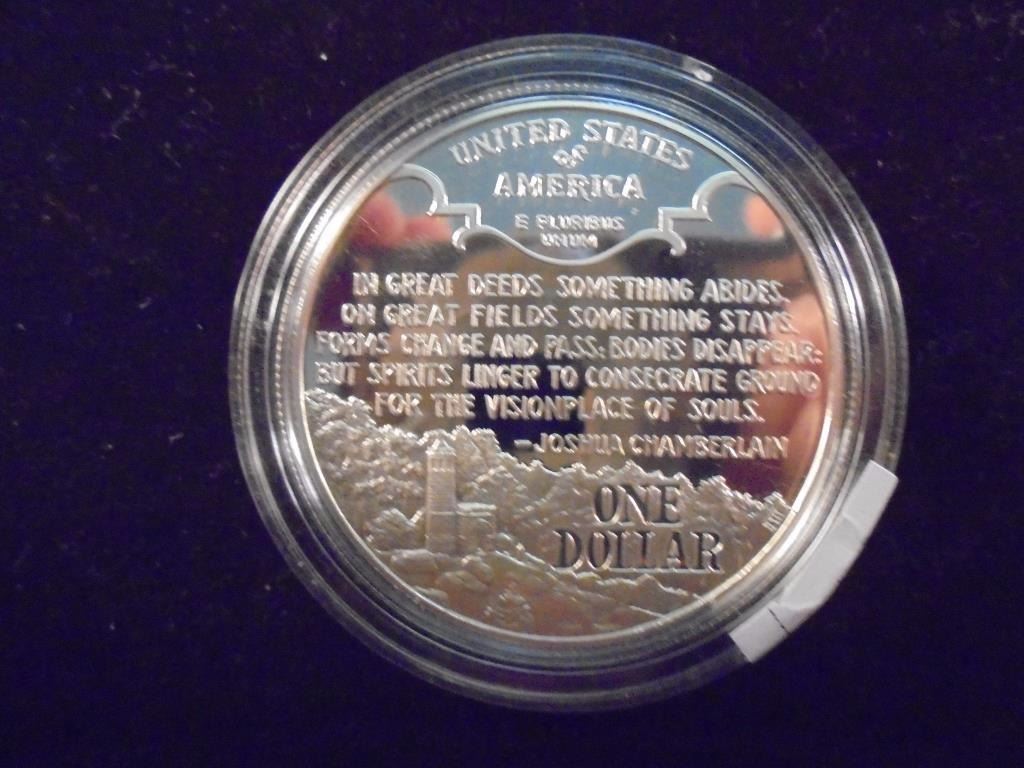 UNITED STATES
OF
AMERICA
E PLURIBUS
UNUM
IN GREAT DEEDS SOMETHING ABIDES.
ON GREAT FIELDS SOMETHING STAYS.
FORMS CHANGE AND PASS; BODIES DISAPPEAR;
BUT SPIRITS LINGER TO CONSECRATE GROUND
FOR THE VISIONPLACE OF SOULS.
–JOSHUA CHAMBERLAIN
ONE
DOLLAR